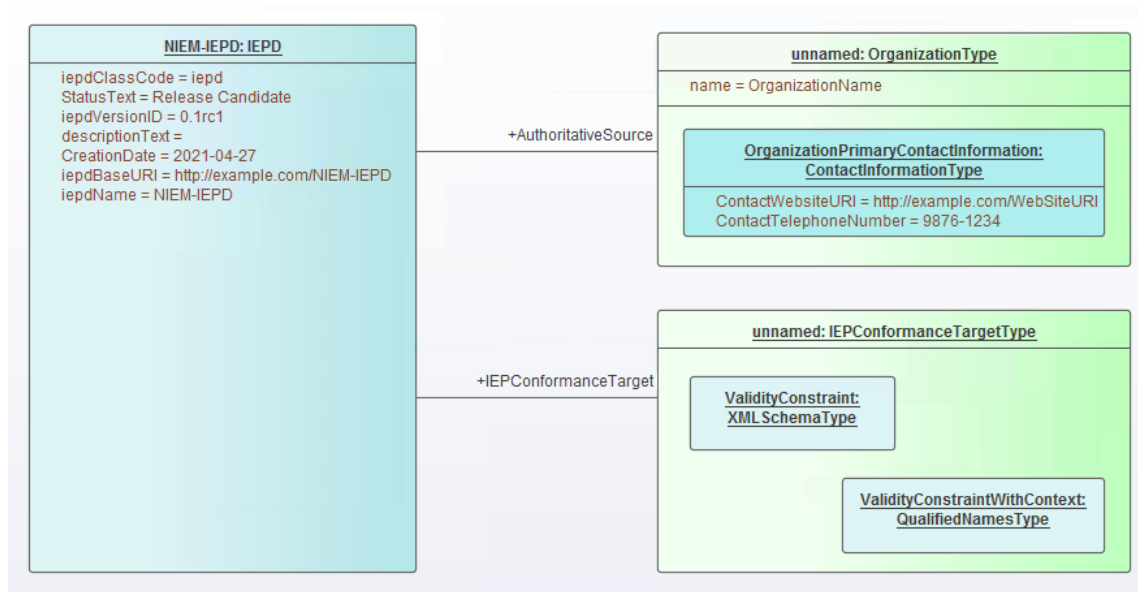 NIEM-IEPD: IEPD
iepdClassCode = iepd
StatusText = Release Candidate
iepdVersionID = 0.1rc1
descriptionText =
CreationDate = 2021-04-27
iepdBaseURI = http://example.com/NIEM-IEPD
iepdName = NIEM-IEPD
+AuthoritativeSource
unnamed: OrganizationType
name = OrganizationName
OrganizationPrimaryContactInformation:
ContactInformationType
ContactWebsiteURI = http://example.com/WebSiteURI
ContactTelephoneNumber = 9876-1234
+IEPConformanceTarget
unnamed: IEPConformanceTargetType
ValidityConstraint:
XMLSchemaType
ValidityConstraintWithContext:
QualifiedNamesType